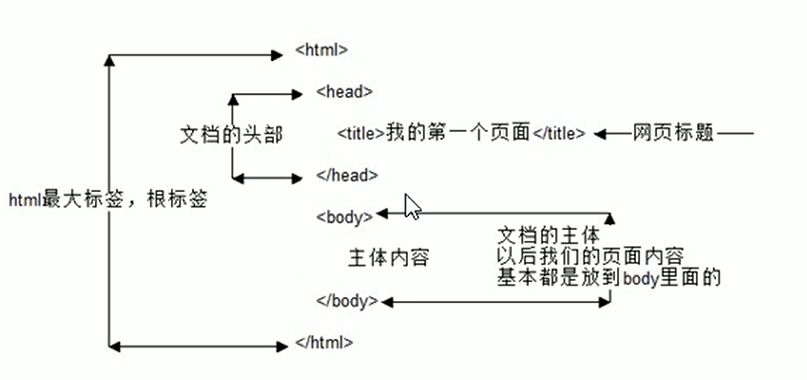 <html>
<head>
文档的头部
<title>我的第一个页面</title>
网页标题
</head>
html最大标签，根标签
<body>
主体内容
文档的主体
以后我们的页面内容
基本都是放到body里面的
</body>
</html>